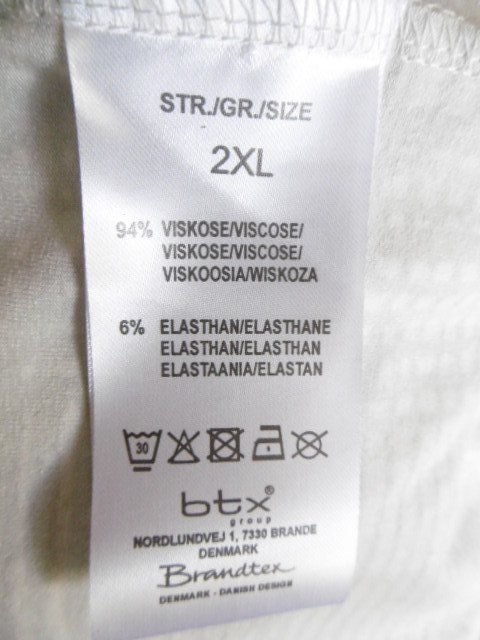 STR./GR./SIZE
2XL
94% VISKOSE/VISCOSE/
VISKOSE/VISCOSE/
VISKOOSIA/WISKOZA
6% ELASTHAN/ELASTHANE
ELASTHAN/ELASTHAN
ELASTAANIA/ELASTAN
30
btx®
group
NORDLUNDVEJ 1, 7330 BRANDE
DENMARK
Brandtex
DENMARK - DANISH DESIGN